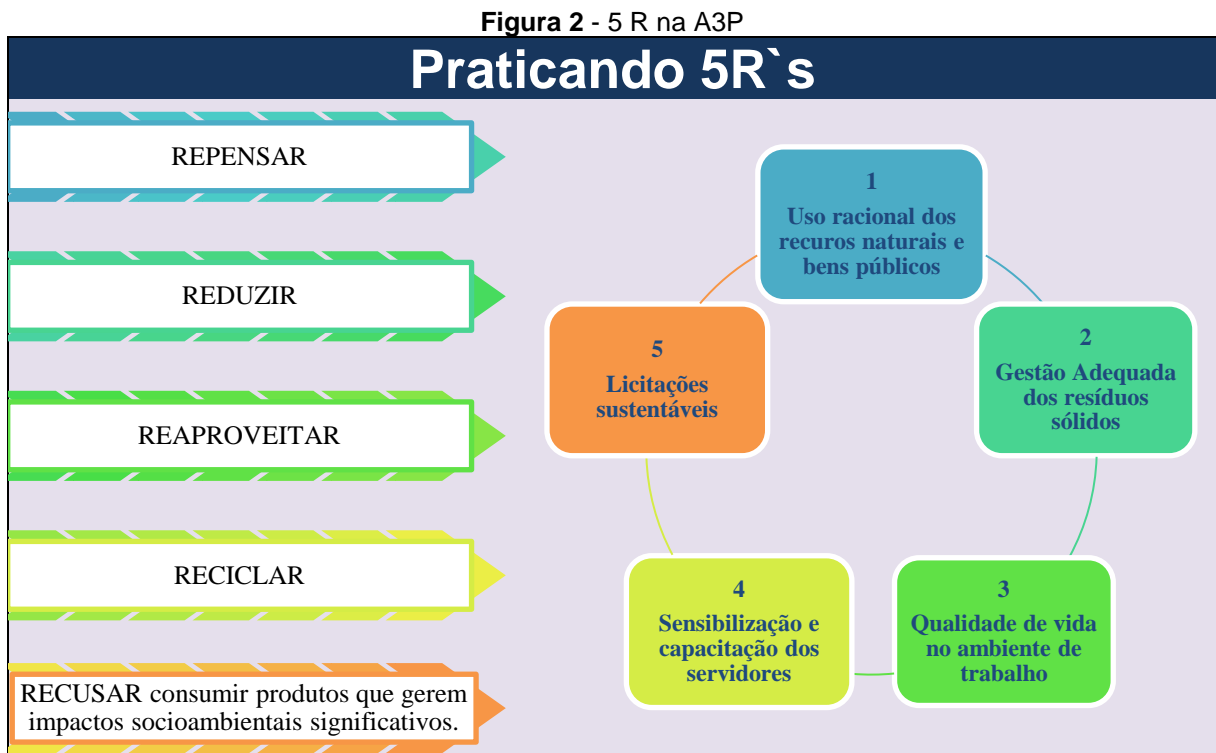 Figura 2 - 5 R na A3P
Praticando 5R`s
REPENSAR
REDUZIR
REAPROVEITAR
RECICLAR
RECUSAR consumir produtos que gerem
impactos socioambientais significativos.
1
Uso racional dos
recuros naturais e
bens públicos
2
Gestão Adequada
dos resíduos
sólidos
3
Qualidade de vida
no ambiente de
trabalho
4
Sensibilização e
capacitação dos
servidores
5
Licitações
sustentáveis